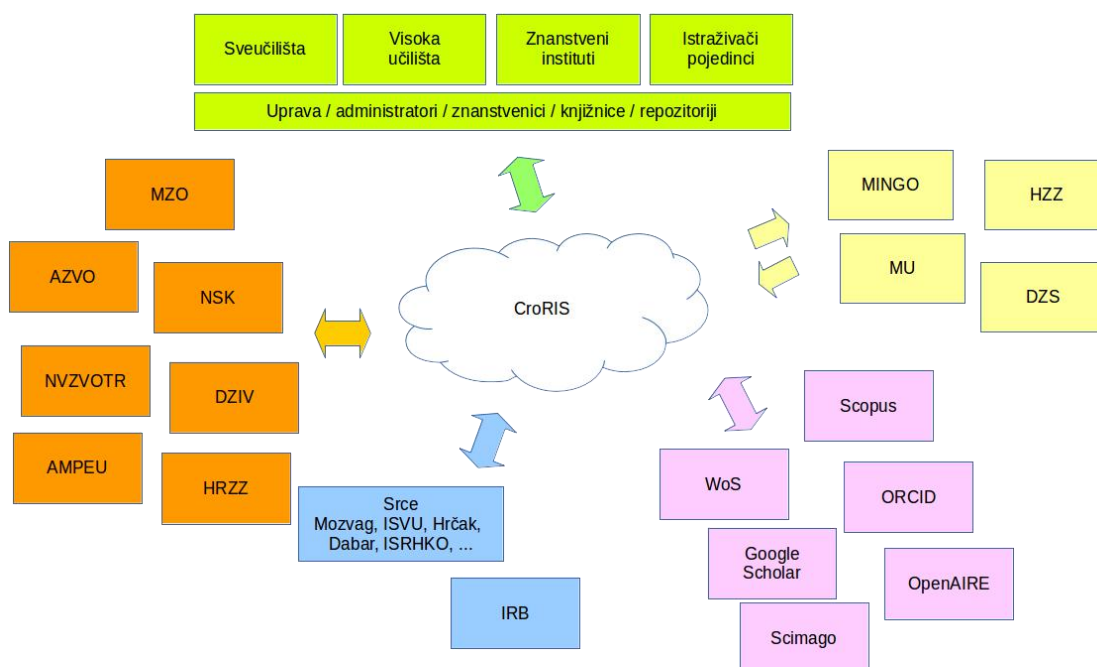 Sveučilišta
Visoka
učilišta
Znanstveni
instituti
Istraživači
pojedinci
Uprava / administratori / znanstvenici / knjižnice / repozitoriji
MZO
AZVO
NSK
NVZVOTR
DZIV
AMPEU
HRZZ
CroRIS
MINGO
HZZ
MU
DZS
Srce
Mozvag, ISVU, Hrčak,
Dabar, ISRHKO, ...
IRB
Scopus
WoS
ORCID
Google
Scholar
OpenAIRE
Scimago